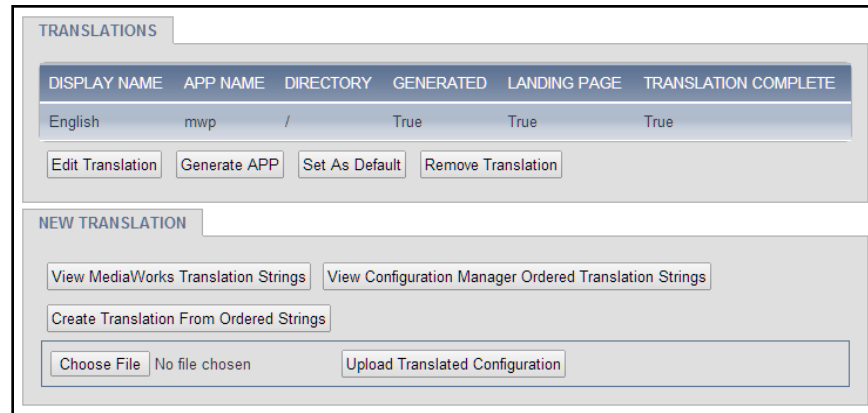 TRANSLATIONS
DISPLAY NAME APP NAME DIRECTORY GENERATED LANDING PAGE TRANSLATION COMPLETE
English mwp / True True True
Edit Translation Generate APP Set As Default Remove Translation
NEW TRANSLATION
View MediaWorks Translation Strings View Configuration Manager Ordered Translation Strings
Create Translation From Ordered Strings
Choose File No file chosen Upload Translated Configuration